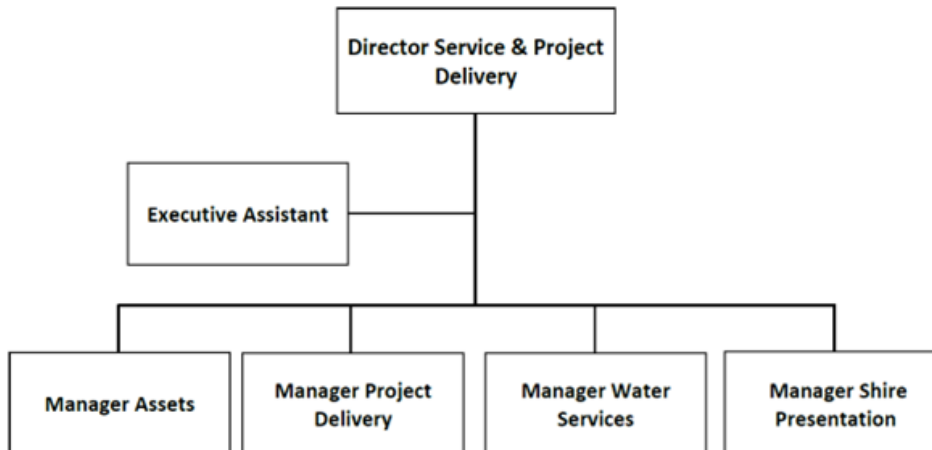 Director Service & Project
Delivery
Executive Assistant
Manager Assets
Manager Project
Delivery
Manager Water
Services
Manager Shire
Presentation